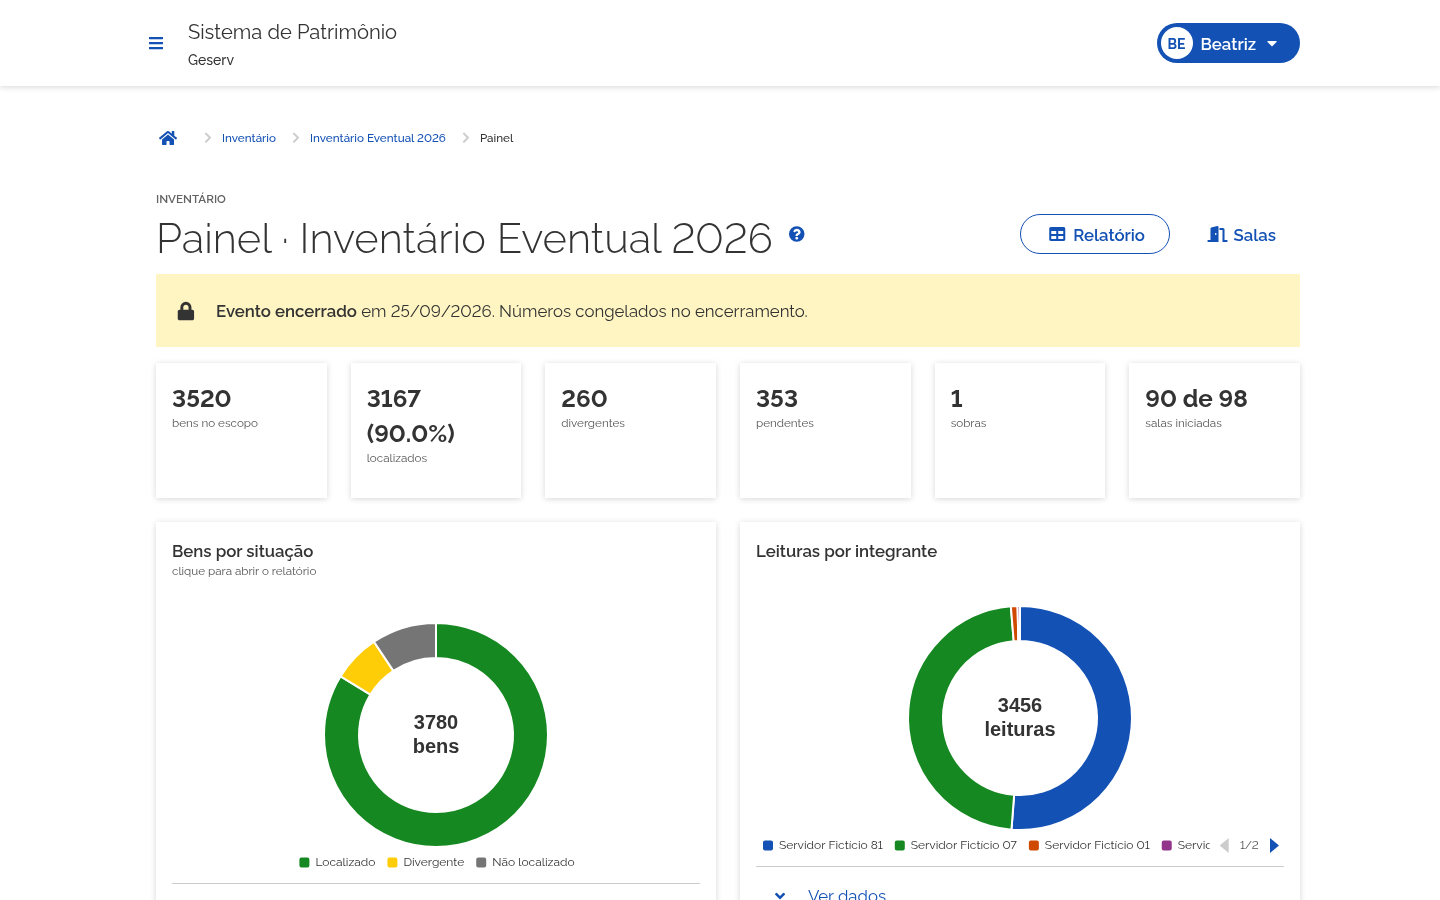 Sistema de Patrimônio
Geserv
BE Beatriz
Inventário
Inventário Eventual 2026
Painel
INVENTÁRIO
Painel · Inventário Eventual 2026
Relatório
Salas
Evento encerrado em 25/09/2026. Números congelados no encerramento.
3520
bens no escopo
3167
(90.0%)
localizados
260
divergentes
353
pendentes
1
sobras
90 de 98
salas iniciadas
Bens por situação
clique para abrir o relatório
3780
bens
Localizado Divergente Não localizado
Leituras por integrante
3456
leituras
Servidor Fictício 81 Servidor Fictício 07 Servidor Fictício 01 1/2
Ver dados